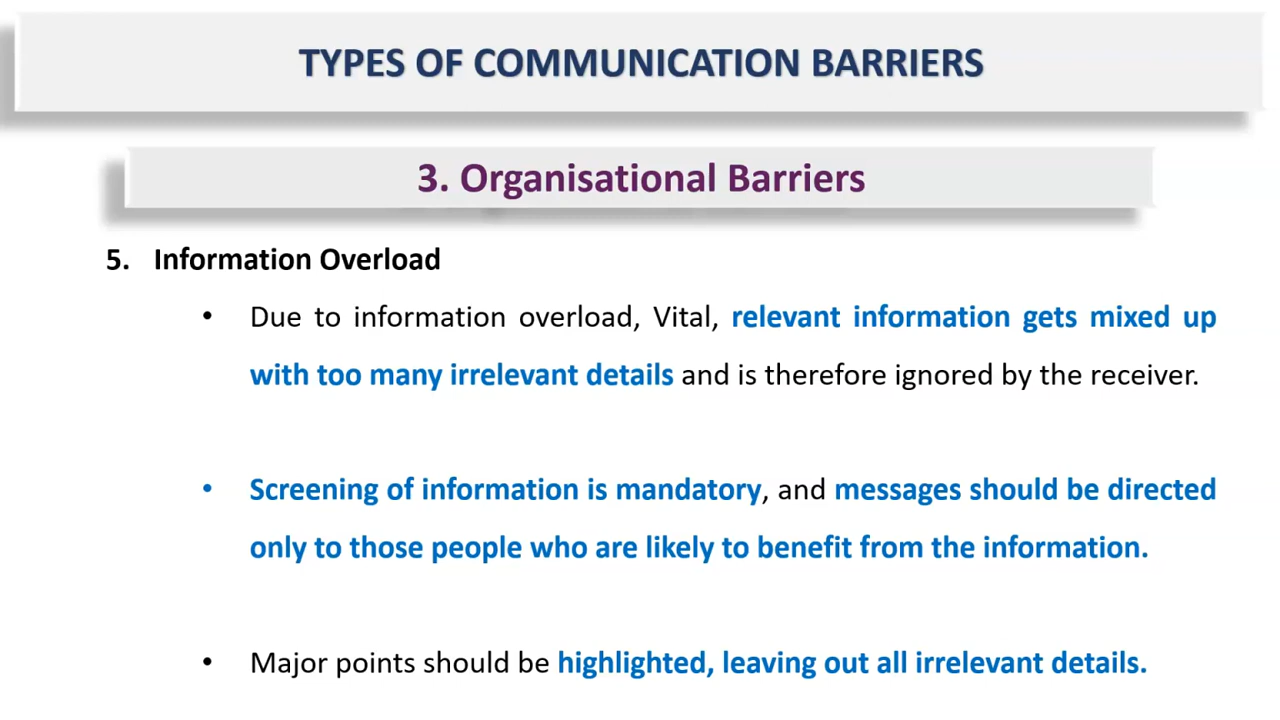 TYPES OF COMMUNICATION BARRIERS
3. Organisational Barriers
5. Information Overload
• Due to information overload, Vital, relevant information gets mixed up
with too many irrelevant details and is therefore ignored by the receiver.
• Screening of information is mandatory, and messages should be directed
only to those people who are likely to benefit from the information.
• Major points should be highlighted, leaving out all irrelevant details.